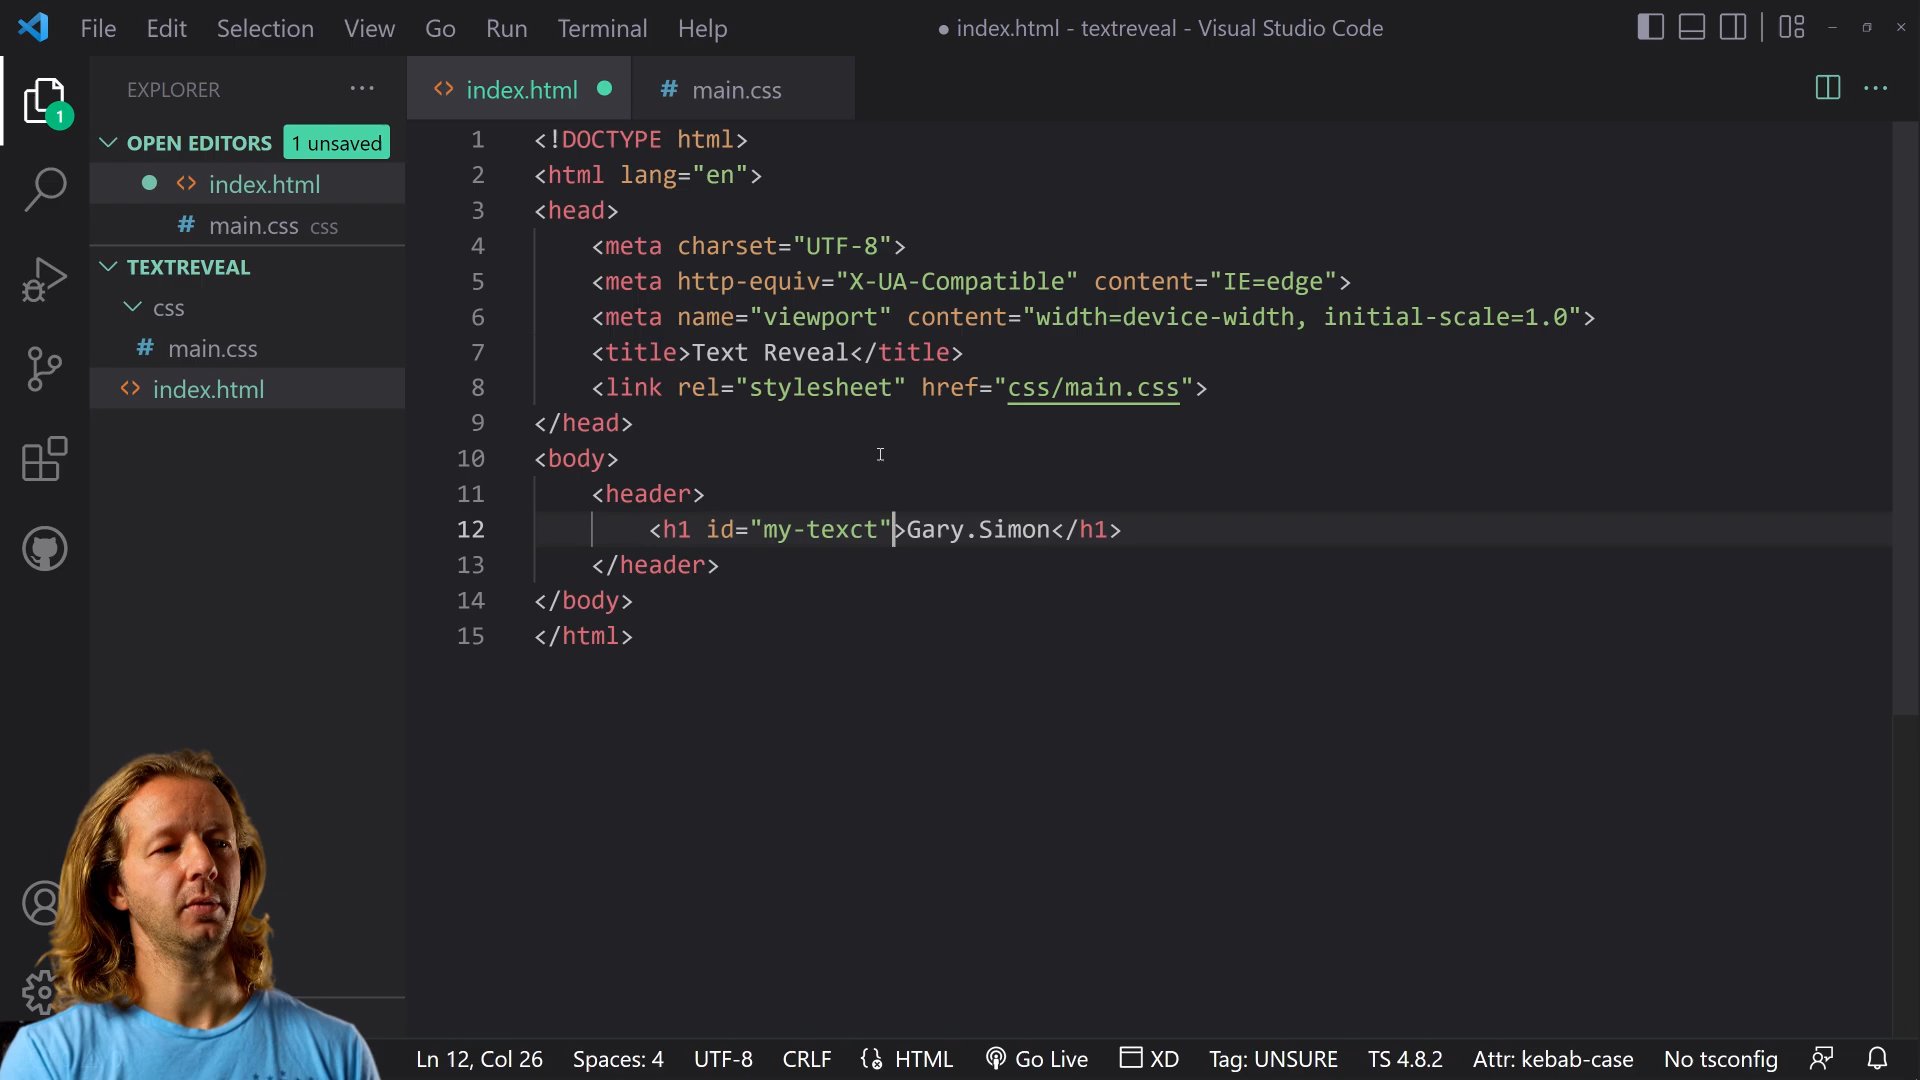 File Edit Selection View Go Run Terminal Help
● index.html - textreveal - Visual Studio Code
EXPLORER ···
OPEN EDITORS 1 unsaved
index.html
# main.css css
TEXTREVEAL
css
# main.css
index.html
1
<> index.html # main.css
1 <!DOCTYPE html>
2 <html lang="en">
3 <head>
4 <meta charset="UTF-8">
5 <meta http-equiv="X-UA-Compatible" content="IE=edge">
6 <meta name="viewport" content="width=device-width, initial-scale=1.0">
7 <title>Text Reveal</title>
8 <link rel="stylesheet" href="css/main.css">
9 </head>
10 <body>
11 <header>
12 <h1 id="my-texct">Gary.Simon</h1>
13 </header>
14 </body>
15 </html>
Ln 12, Col 26 Spaces: 4 UTF-8 CRLF HTML Go Live XD Tag: UNSURE TS 4.8.2 Attr: kebab-case No tsconfig